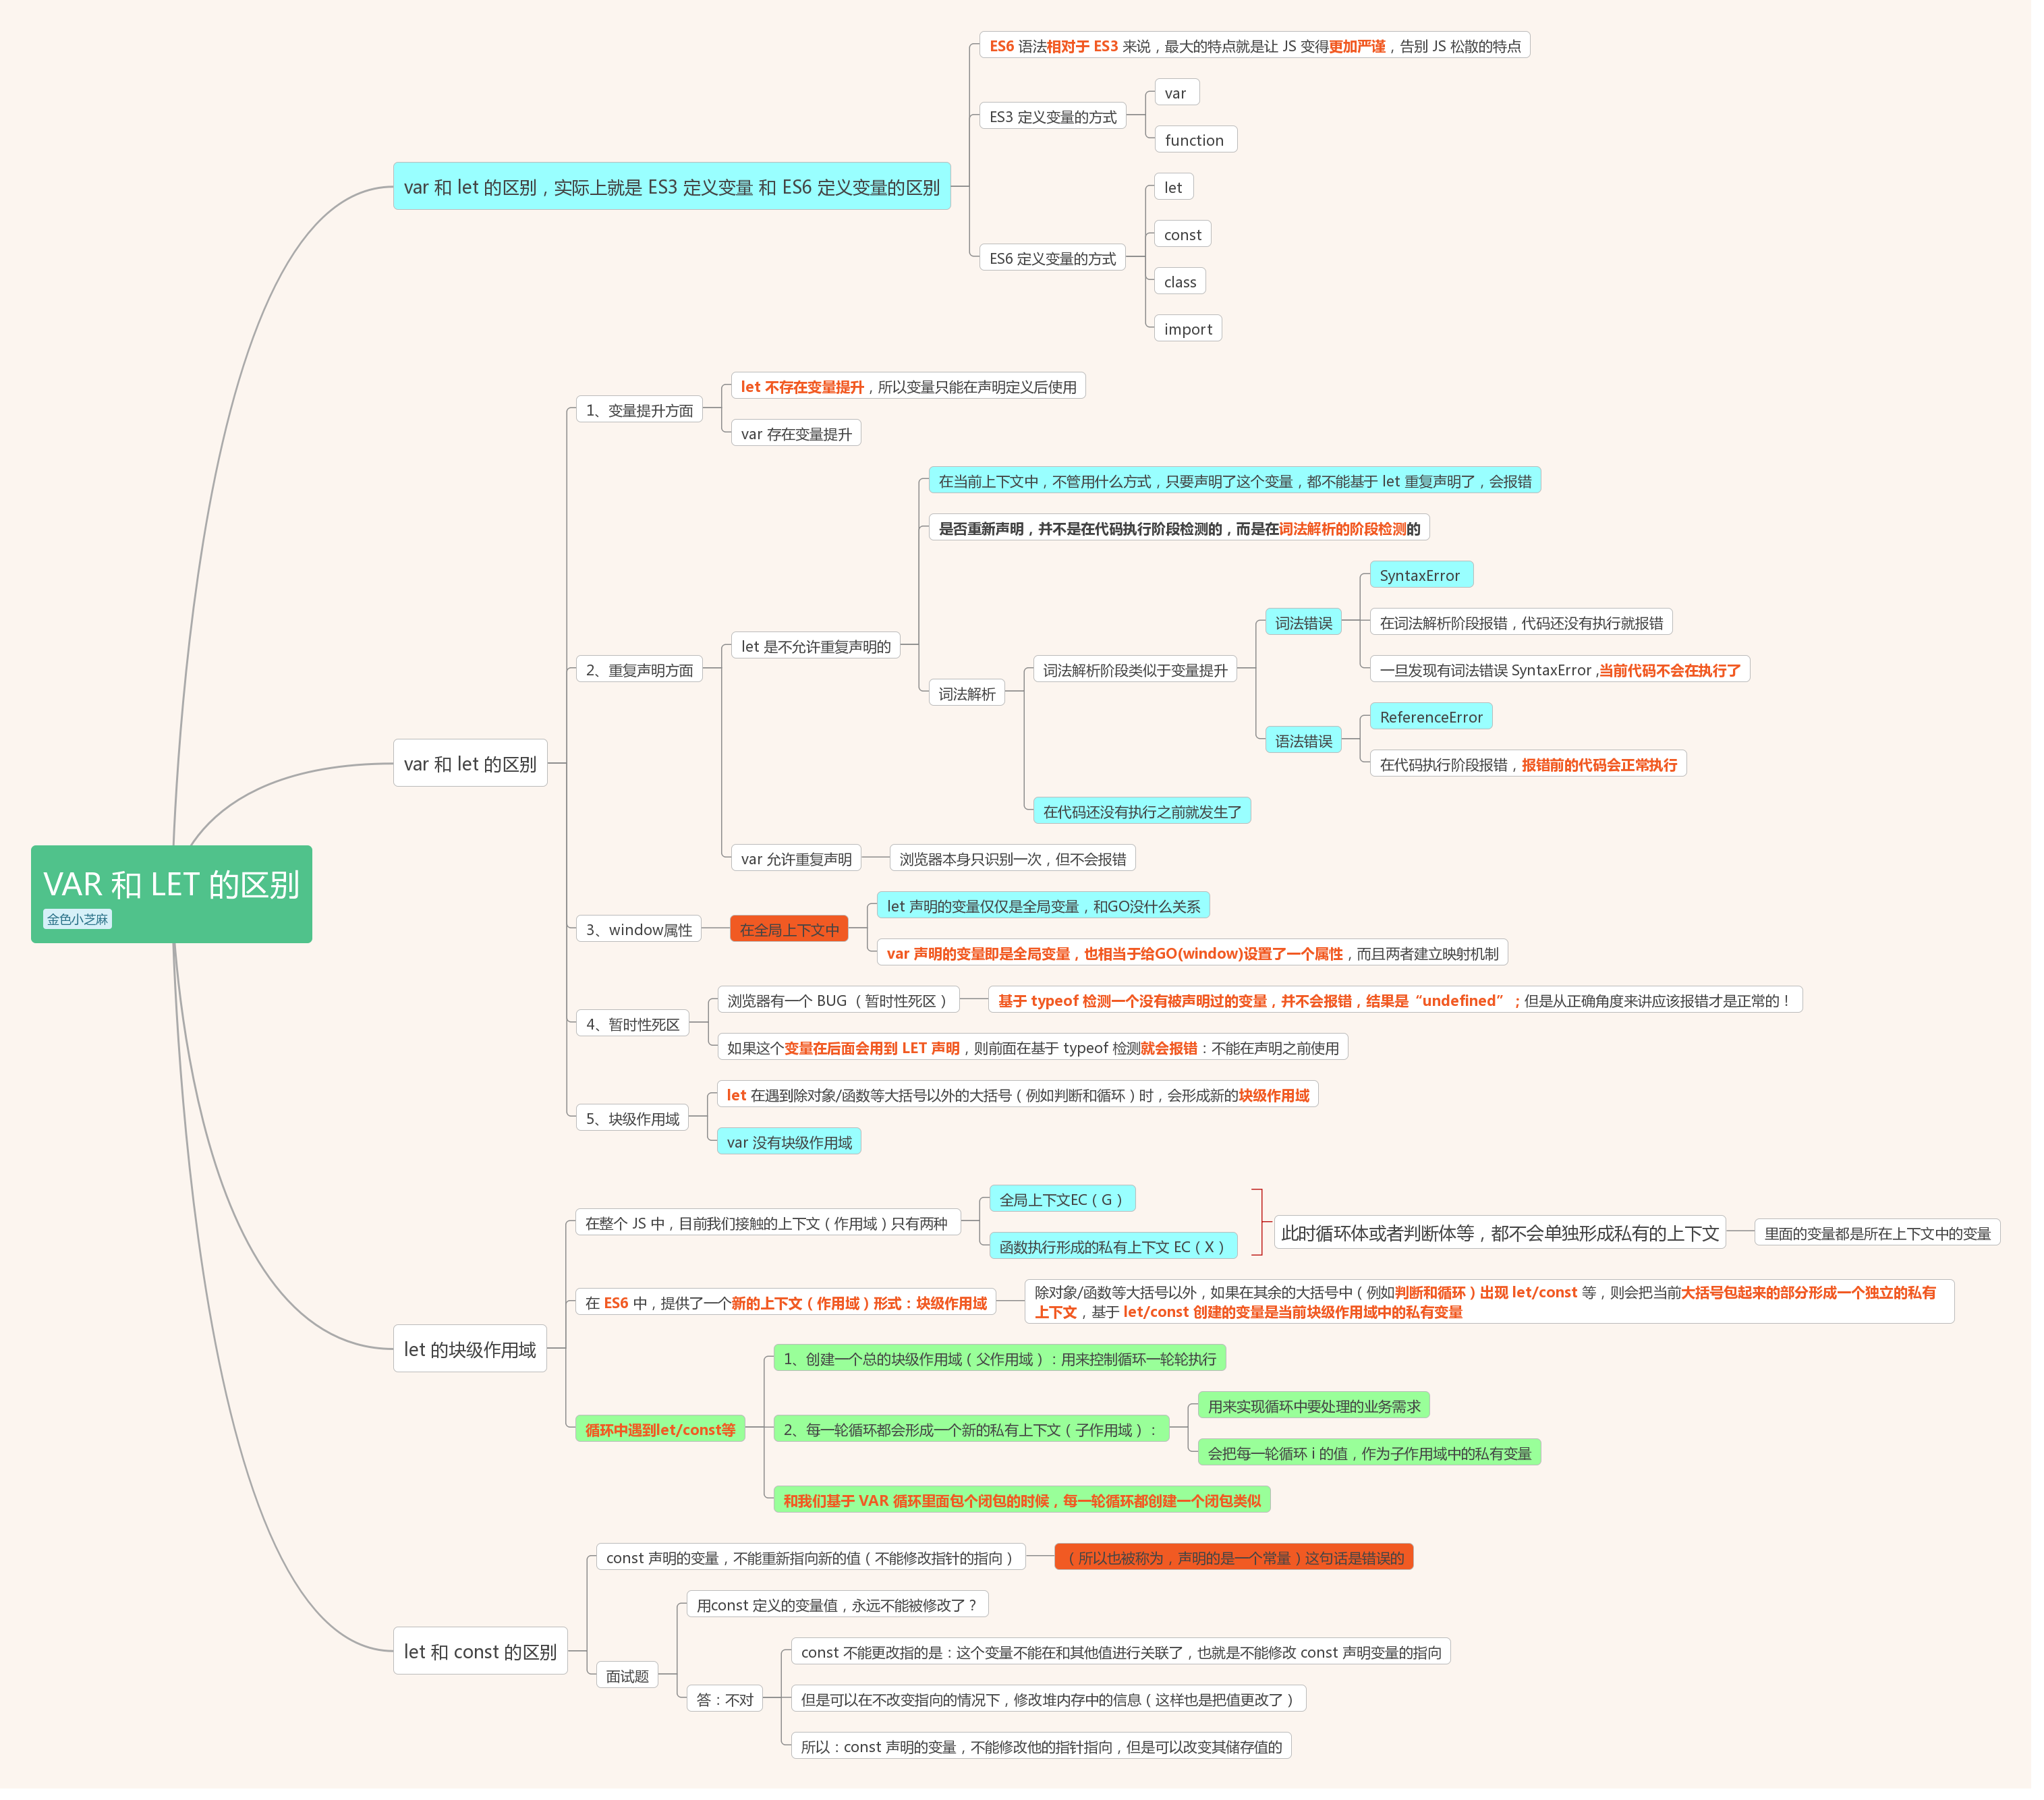 VAR 和 LET 的区别
金色小芝麻
var 和 let 的区别，实际上就是 ES3 定义变量 和 ES6 定义变量的区别
ES6 语法相对于 ES3 来说，最大的特点就是让 JS 变得更加严谨，告别 JS 松散的特点
ES3 定义变量的方式
var
function
ES6 定义变量的方式
let
const
class
import
var 和 let 的区别
1、变量提升方面
let 不存在变量提升，所以变量只能在声明定义后使用
var 存在变量提升
2、重复声明方面
let 是不允许重复声明的
在当前上下文中，不管用什么方式，只要声明了这个变量，都不能基于 let 重复声明了，会报错
是否重新声明，并不是在代码执行阶段检测的，而是在词法解析的阶段检测的
词法解析
词法解析阶段类似于变量提升
词法错误
SyntaxError
在词法解析阶段报错，代码还没有执行就报错
一旦发现有词法错误 SyntaxError ,当前代码不会在执行了
语法错误
ReferenceError
在代码执行阶段报错，报错前的代码会正常执行
在代码还没有执行之前就发生了
var 允许重复声明
浏览器本身只识别一次，但不会报错
3、window属性
在全局上下文中
let 声明的变量仅仅是全局变量，和GO没什么关系
var 声明的变量即是全局变量，也相当于给GO(window)设置了一个属性，而且两者建立映射机制
4、暂时性死区
浏览器有一个 BUG （暂时性死区）
基于 typeof 检测一个没有被声明过的变量，并不会报错，结果是“undefined” ；但是从正确角度来讲应该报错才是正常的！
如果这个变量在后面会用到 LET 声明，则前面在基于 typeof 检测就会报错：不能在声明之前使用
5、块级作用域
let 在遇到除对象/函数等大括号以外的大括号（例如判断和循环）时，会形成新的块级作用域
var 没有块级作用域
let 的块级作用域
在整个 JS 中，目前我们接触的上下文（作用域）只有两种
全局上下文EC（G）
函数执行形成的私有上下文 EC（X）
此时循环体或者判断体等，都不会单独形成私有的上下文
里面的变量都是所在上下文中的变量
在 ES6 中，提供了一个新的上下文（作用域）形式：块级作用域
除对象/函数等大括号以外，如果在其余的大括号中（例如判断和循环）出现 let/const 等，则会把当前大括号包起来的部分形成一个独立的私有
上下文，基于 let/const 创建的变量是当前块级作用域中的私有变量
循环中遇到let/const等
1、创建一个总的块级作用域（父作用域）：用来控制循环一轮轮执行
2、每一轮循环都会形成一个新的私有上下文（子作用域）：
用来实现循环中要处理的业务需求
会把每一轮循环 i 的值，作为子作用域中的私有变量
和我们基于 VAR 循环里面包个闭包的时候，每一轮循环都创建一个闭包类似
let 和 const 的区别
const 声明的变量，不能重新指向新的值（不能修改指针的指向）
（所以也被称为，声明的是一个常量）这句话是错误的
面试题
用const 定义的变量值，永远不能被修改了？
答：不对
const 不能更改指的是：这个变量不能在和其他值进行关联了，也就是不能修改 const 声明变量的指向
但是可以在不改变指向的情况下，修改堆内存中的信息（这样也是把值更改了）
所以：const 声明的变量，不能修改他的指针指向，但是可以改变其储存值的